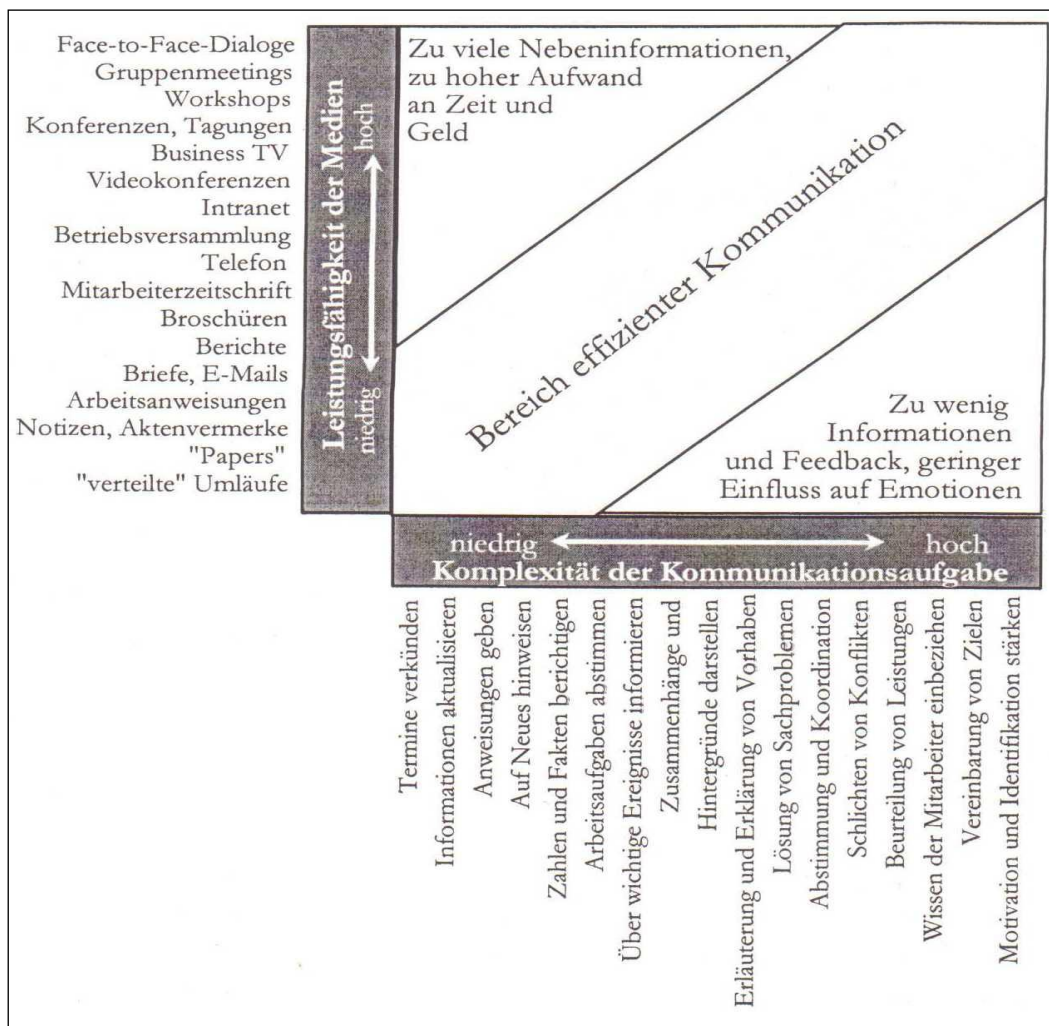 Face-to-Face-Dialoge
Gruppenmeetings
Workshops
Konferenzen, Tagungen
Business TV
Videokonferenzen
Intranet
Betriebsversammlung
Telefon
Mitarbeiterzeitschrift
Broschüren
Berichte
Briefe, E-Mails
Arbeitsanweisungen
Notizen, Aktenvermerke
"Papers"
"verteilte" Umläufe
Leistungsfähigkeit der Medien
hoch
niedrig
Zu viele Nebeninformationen,
zu hoher Aufwand
an Zeit und
Geld
Bereich effizienter Kommunikation
Zu wenig
Informationen
und Feedback, geringer
Einfluss auf Emotionen
niedrig
hoch
Komplexität der Kommunikationsaufgabe
Termine verkünden
Informationen aktualisieren
Anweisungen geben
Auf Neues hinweisen
Zahlen und Fakten berichtigen
Arbeitsaufgaben abstimmen
Über wichtige Ereignisse informieren
Zusammenhänge und
Hintergründe darstellen
Erläuterung und Erklärung von Vorhaben
Lösung von Sachproblemen
Abstimmung und Koordination
Schlichten von Konflikten
Beurteilung von Leistungen
Wissen der Mitarbeiter einbeziehen
Vereinbarung von Zielen
Motivation und Identifikation stärken